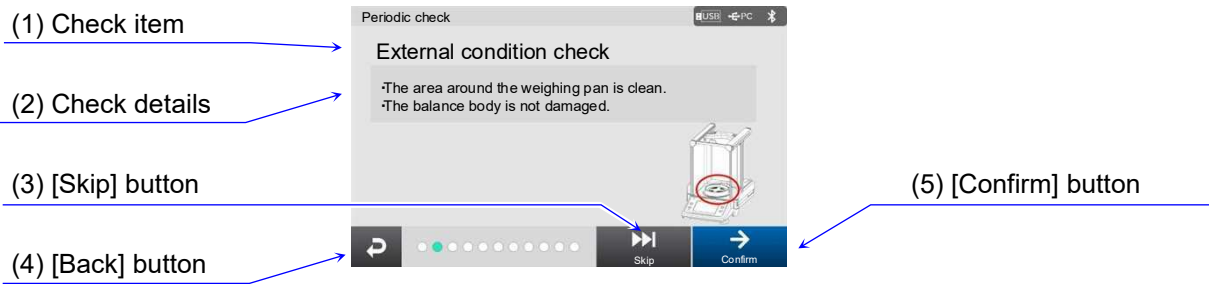 (1) Check item
(2) Check details
(3) [Skip] button
(4) [Back] button
Periodic check
USB PC
External condition check
・The area around the weighing pan is clean.
・The balance body is not damaged.
Skip
Confirm
(5) [Confirm] button